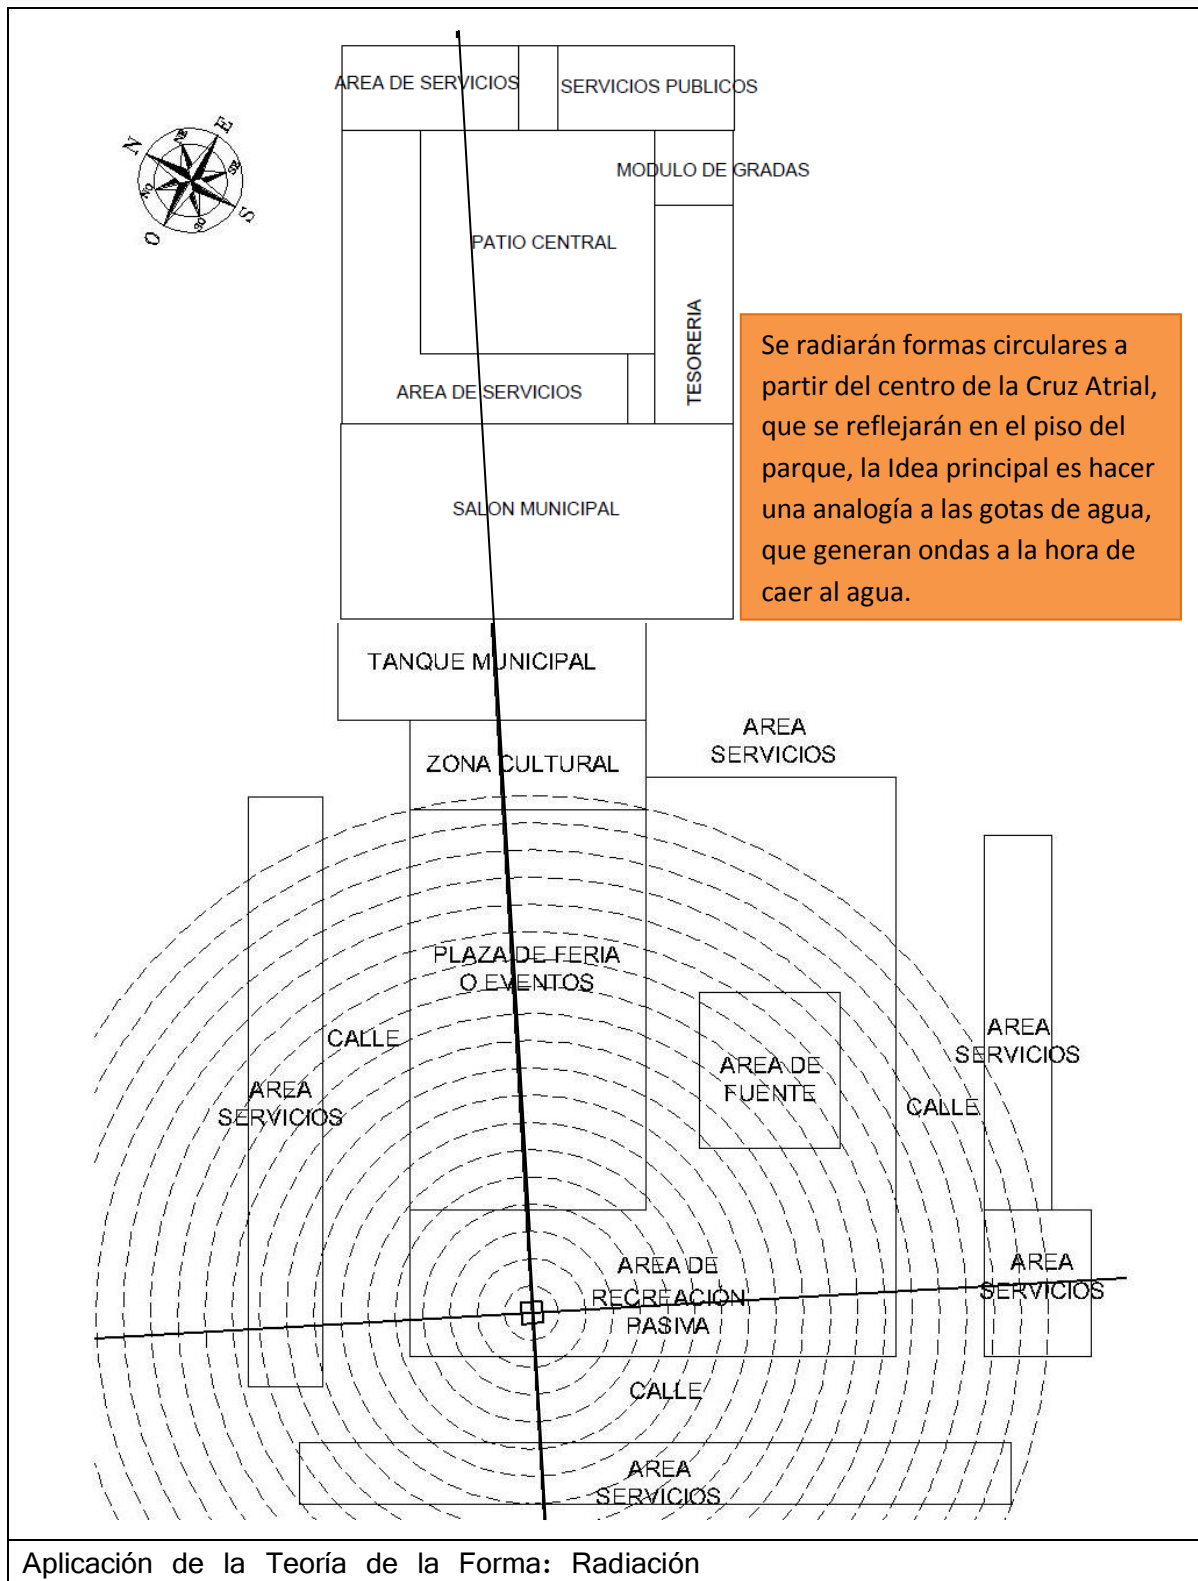 AREA DE SERVICIOS
SERVICIOS PUBLICOS
N
NE
E
SE
S
SO
O
NO
MODULO DE GRADAS
PATIO CENTRAL
TESORERIA
AREA DE SERVICIOS
SALON MUNICIPAL
Se radiarán formas circulares a
partir del centro de la Cruz Atrial,
que se reflejarán en el piso del
parque, la Idea principal es hacer
una analogía a las gotas de agua,
que generan ondas a la hora de
caer al agua.
TANQUE MUNICIPAL
ZONA CULTURAL
AREA
SERVICIOS
PLAZA DE FERIA
O EVENTOS
CALLE
AREA
SERVICIOS
AREA DE
FUENTE
AREA
SERVICIOS
CALLE
AREA DE
RECREACIÓN
PASIVA
AREA
SERVICIOS
CALLE
AREA
SERVICIOS
Aplicación de la Teoría de la Forma: Radiación